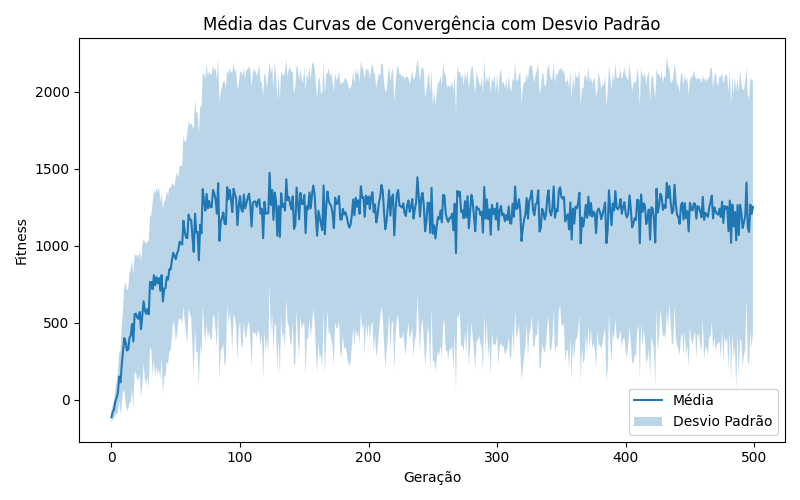 Média das Curvas de Convergência com Desvio Padrão
Fitness
2000
1500
1000
500
0
0 100 200 300 400 500
Geração
Média
Desvio Padrão